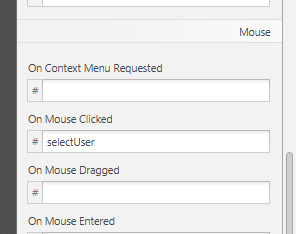 Mouse
On Context Menu Requested
#
On Mouse Clicked
# selectUser
On Mouse Dragged
#
On Mouse Entered
#